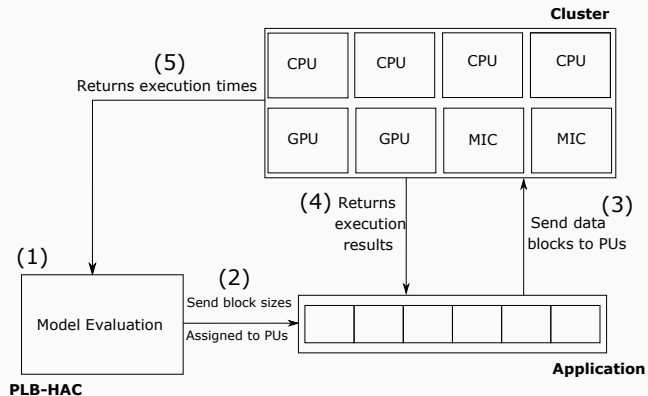 Cluster
CPU CPU CPU CPU
GPU GPU MIC MIC
(5)
Returns execution times
(4) Returns
execution
results
(3)
Send data
blocks to PUs
(1)
Model Evaluation
PLB-HAC
(2)
Send block sizes
Assigned to PUs
Application